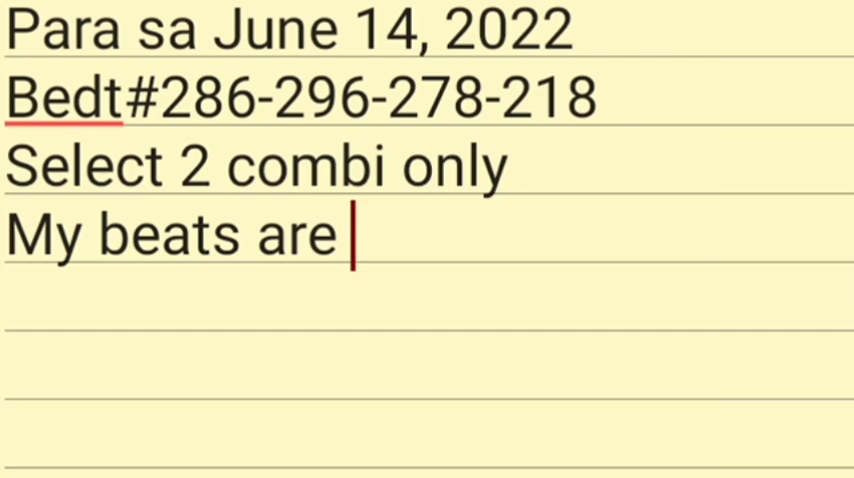 Para sa June 14, 2022
Bedt#286-296-278-218
Select 2 combi only
My beats are